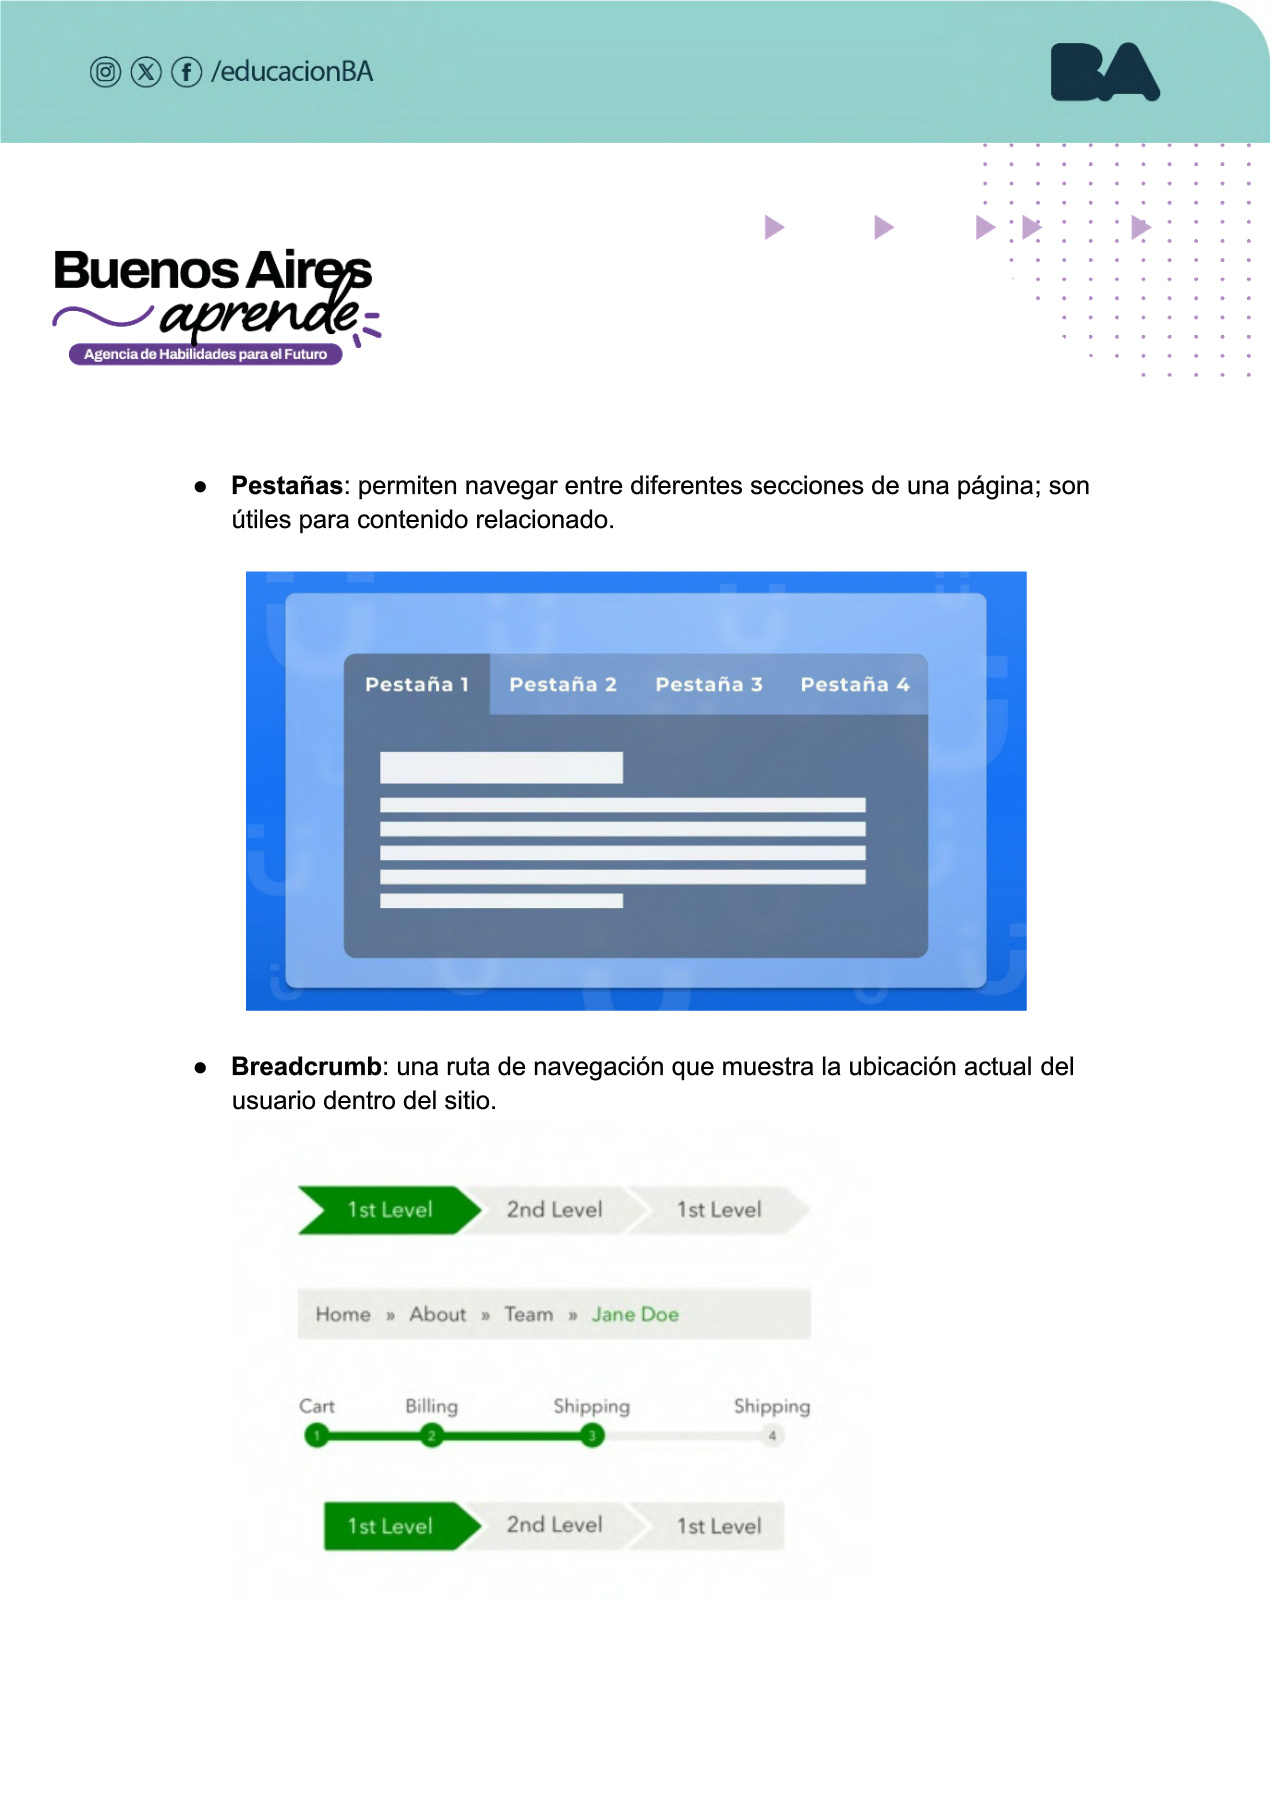 /educacionBA
BA
Buenos Aires
aprende
Agencia de Habilidades para el Futuro
● Pestañas: permiten navegar entre diferentes secciones de una página; son
útiles para contenido relacionado.
Pestaña 1 Pestaña 2 Pestaña 3 Pestaña 4
● Breadcrumb: una ruta de navegación que muestra la ubicación actual del
usuario dentro del sitio.
1st Level 2nd Level 1st Level
Home » About » Team » Jane Doe
Cart Billing Shipping Shipping
1 2 3 4
1st Level 2nd Level 1st Level